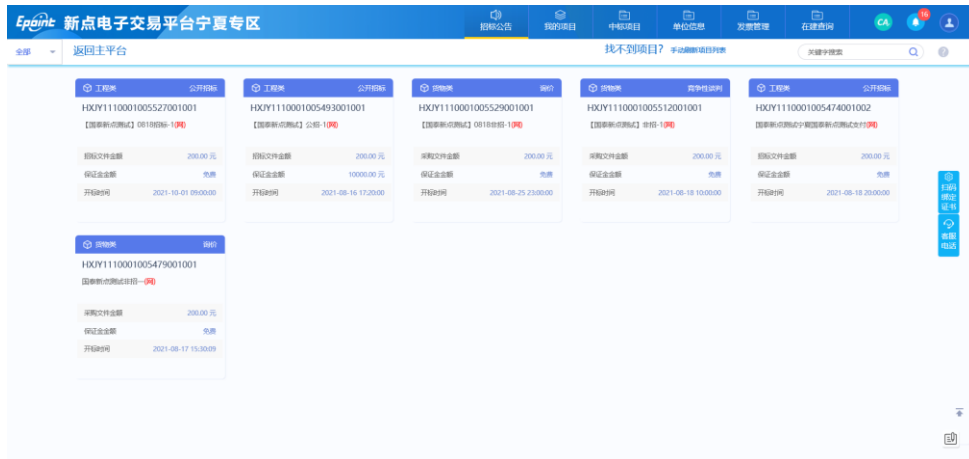 Epoint 新点电子交易平台宁夏专区
招标公告 我的项目 中标项目 单位信息 发票管理 在建查询 CA 16
全部 返回主平台 找不到项目? 手动刷新项目列表 关键字搜索
工程类 公开招标
HXJY1110001005527001001
【国泰新点测试】0818招标-1(网)
招标文件金额 200.00 元
保证金金额 免费
开标时间 2021-10-01 09:00:00
工程类 公开招标
HXJY1110001005493001001
【国泰新点测试】公招-1(网)
招标文件金额 200.00 元
保证金金额 10000.00 元
开标时间 2021-08-16 17:20:00
货物类 询价
HXJY1110001005529001001
【国泰新点测试】0818非招-1(网)
采购文件金额 200.00 元
保证金金额 免费
开标时间 2021-08-25 23:00:00
货物类 竞争性谈判
HXJY1110001005512001001
【国泰新点测试】非招-1(网)
采购文件金额 200.00 元
保证金金额 免费
开标时间 2021-08-18 10:00:00
工程类 公开招标
HXJY1110001005474001002
国泰新点测试宁夏国泰新点测试支付(网)
招标文件金额 200.00 元
保证金金额 免费
开标时间 2021-08-18 20:00:00
货物类 询价
HXJY1110001005479001001
国泰新点测试非招一(网)
采购文件金额 200.00 元
保证金金额 免费
开标时间 2021-08-17 15:30:09
扫码
绑定
证书
客服
电话